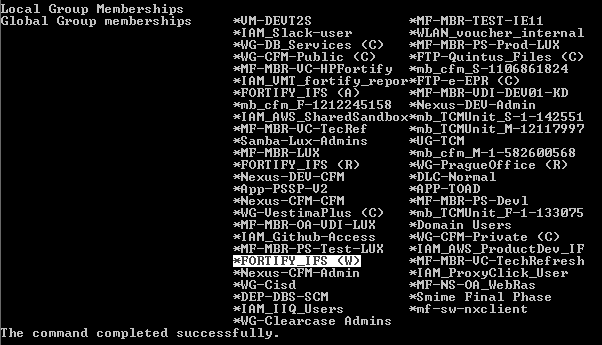 Local Group Memberships
Global Group memberships     *VM-DEVT2S             *MF-MBR-TEST-IE11
*IAM_Slack-user        *WLAN_voucher_internal
*WG-DB_Services (C)    *MF-MBR-PS-Prod-LUX
*WG-CFM-Public (C)     *FTP-Quintus_Files (C)
*MF-MBR-VC-HPFortify   *mb_cfm_S-1106861824
*IAM_VMT_fortify_repor*FTP-e-EPR (C)
*FORTIFY_IFS (A)       *MF-MBR-VDI-DEV01-KD
*mb_cfm_F-1212245158   *Nexus-DEV-Admin
*IAM_AWS_SharedSandbox*mb_TCMUnit_S-1-142551
*MF-MBR-VC-TecRef      *mb_TCMUnit_M-12117997
*Samba-Lux-Admins      *UG-TCM
*MF-MBR-LUX            *mb_cfm_M-1-582600568
*FORTIFY_IFS (R)       *WG-PragueOffice (R)
*Nexus-DEV-CFM         *DLC-Normal
*App-PSSP-V2           *APP-TOAD
*Nexus-CFM-CFM         *MF-MBR-PS-Devl
*WG-VestimaPlus (C)    *mb_TCMUnit_F-1-133075
*MF-MBR-OA-VDI-LUX     *Domain Users
*IAM_Github-Access     *WG-CFM-Private (C)
*MF-MBR-PS-Test-LUX    *IAM_AWS_ProductDev_IF
*FORTIFY_IFS (W)       *MF-MBR-VC-TechRefresh
*Nexus-CFM-Admin       *IAM_ProxyClick_User
*WG-Cisd               *MF-NS-OA_WebRas
*DEP-DBS-SCM           *Smime Final Phase
*IAM_IIQ_Users         *mf-sw-nxclient
*WG-Clearcase Admins
The command completed successfully.